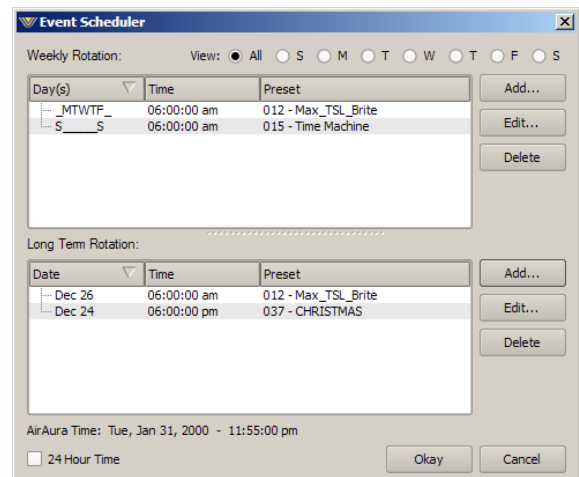 Event Scheduler
Weekly Rotation: View: All S M T W T F S
Day(s) Time Preset Add...
_MTWTF_ 06:00:00 am 012 - Max_TSL_Brite
S_____S 06:00:00 am 015 - Time Machine Edit...
Delete
Long Term Rotation:
Date Time Preset Add...
Dec 26 06:00:00 am 012 - Max_TSL_Brite
Dec 24 06:00:00 pm 037 - CHRISTMAS Edit...
Delete
AirAura Time: Tue, Jan 31, 2000 - 11:55:00 pm
24 Hour Time Okay Cancel